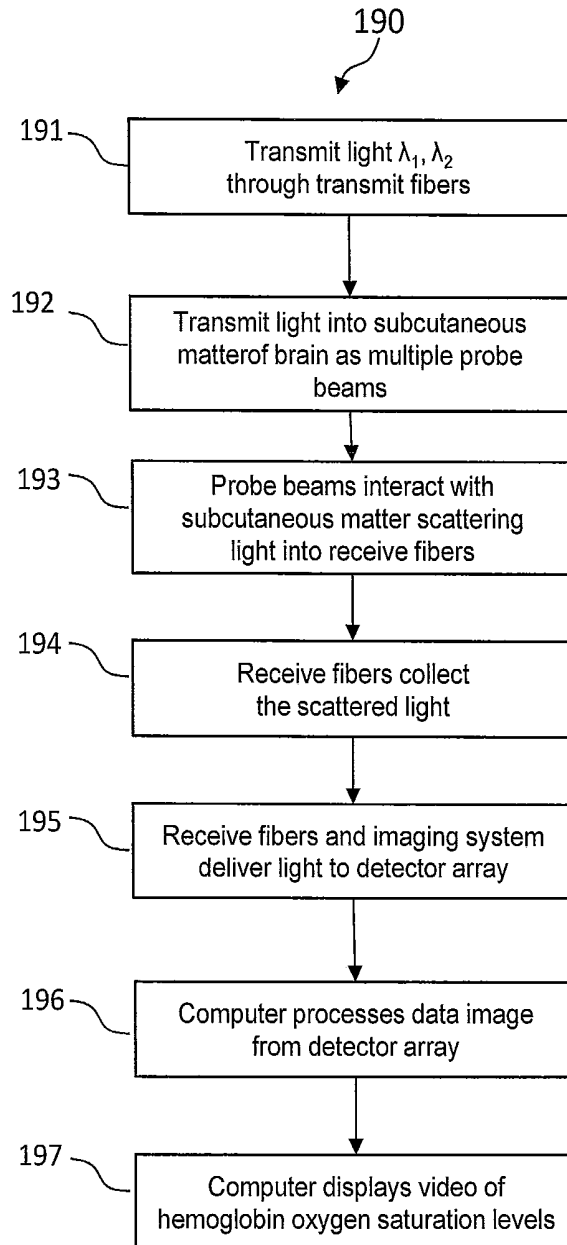 190
191
Transmit light λ₁, λ₂
through transmit fibers
192
Transmit light into subcutaneous
matterof brain as multiple probe
beams
193
Probe beams interact with
subcutaneous matter scattering
light into receive fibers
194
Receive fibers collect
the scattered light
195
Receive fibers and imaging system
deliver light to detector array
196
Computer processes data image
from detector array
197
Computer displays video of
hemoglobin oxygen saturation levels